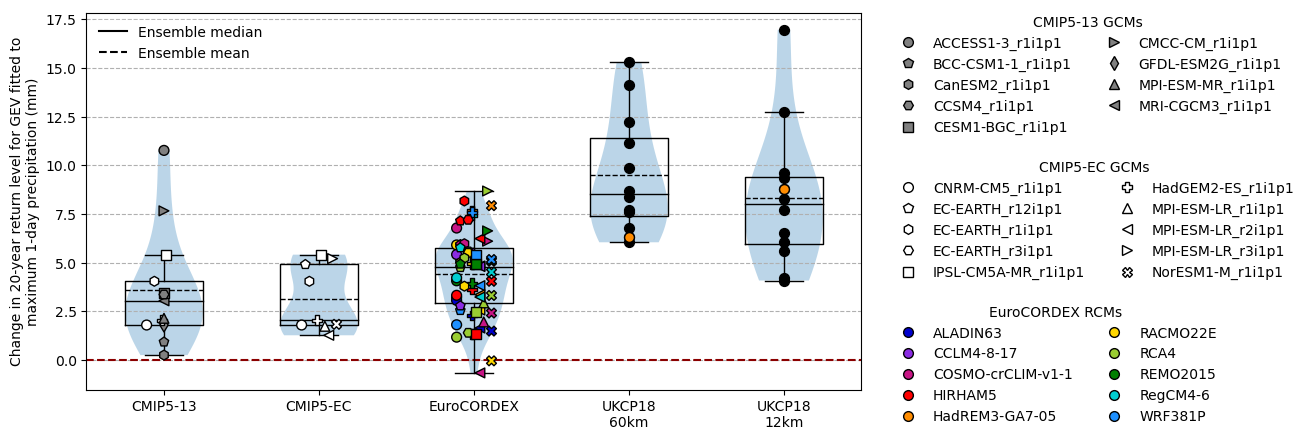 Change in 20-year return level for GEV fitted to
maximum 1-day precipitation (mm)
17.5
15.0
12.5
10.0
7.5
5.0
2.5
0.0
Ensemble median
Ensemble mean
CMIP5-13
CMIP5-EC
EuroCORDEX
UKCP18
60km
UKCP18
12km
CMIP5-13 GCMs
ACCESS1-3_r1i1p1
BCC-CSM1-1_r1i1p1
CanESM2_r1i1p1
CCSM4_r1i1p1
CESM1-BGC_r1i1p1
CMCC-CM_r1i1p1
GFDL-ESM2G_r1i1p1
MPI-ESM-MR_r1i1p1
MRI-CGCM3_r1i1p1
CMIP5-EC GCMs
CNRM-CM5_r1i1p1
EC-EARTH_r12i1p1
EC-EARTH_r1i1p1
EC-EARTH_r3i1p1
IPSL-CM5A-MR_r1i1p1
HadGEM2-ES_r1i1p1
MPI-ESM-LR_r1i1p1
MPI-ESM-LR_r2i1p1
MPI-ESM-LR_r3i1p1
NorESM1-M_r1i1p1
EuroCORDEX RCMs
ALADIN63
CCLM4-8-17
COSMO-crCLIM-v1-1
HIRHAM5
HadREM3-GA7-05
RACMO22E
RCA4
REMO2015
RegCM4-6
WRF381P